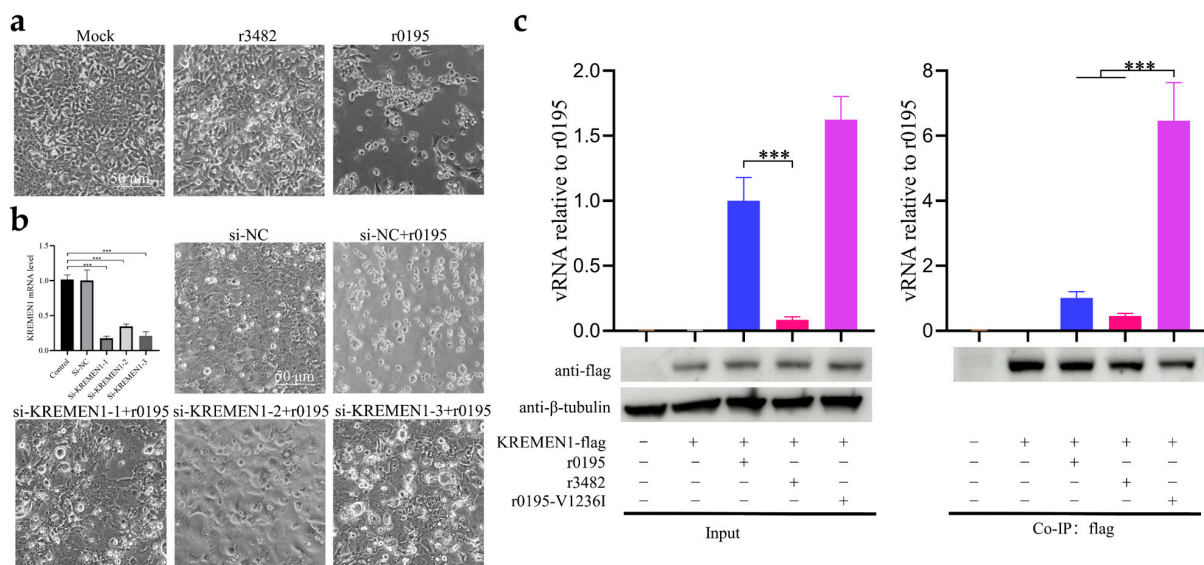 a
Mock
r3482
r0195
50 μm
b
KREMEN1 mRNA level
1.5
1.0
0.5
0.0
***
***
***
Control
Si-NC
Si-KREMEN1-1
Si-KREMEN1-2
Si-KREMEN1-3
si-NC
50 μm
si-NC+r0195
si-KREMEN1-1+r0195
si-KREMEN1-2+r0195
si-KREMEN1-3+r0195
c
vRNA relative to r0195
2.0
1.5
1.0
0.5
0.0
***
anti-flag
anti-β-tubulin
KREMEN1-flag − + + + +
r0195 − − + − −
r3482 − − − + −
r0195-V1236I − − − − +
Input
vRNA relative to r0195
8
6
4
2
0
***
− + + + +
− − + − −
− − − + −
− − − − +
Co-IP: flag